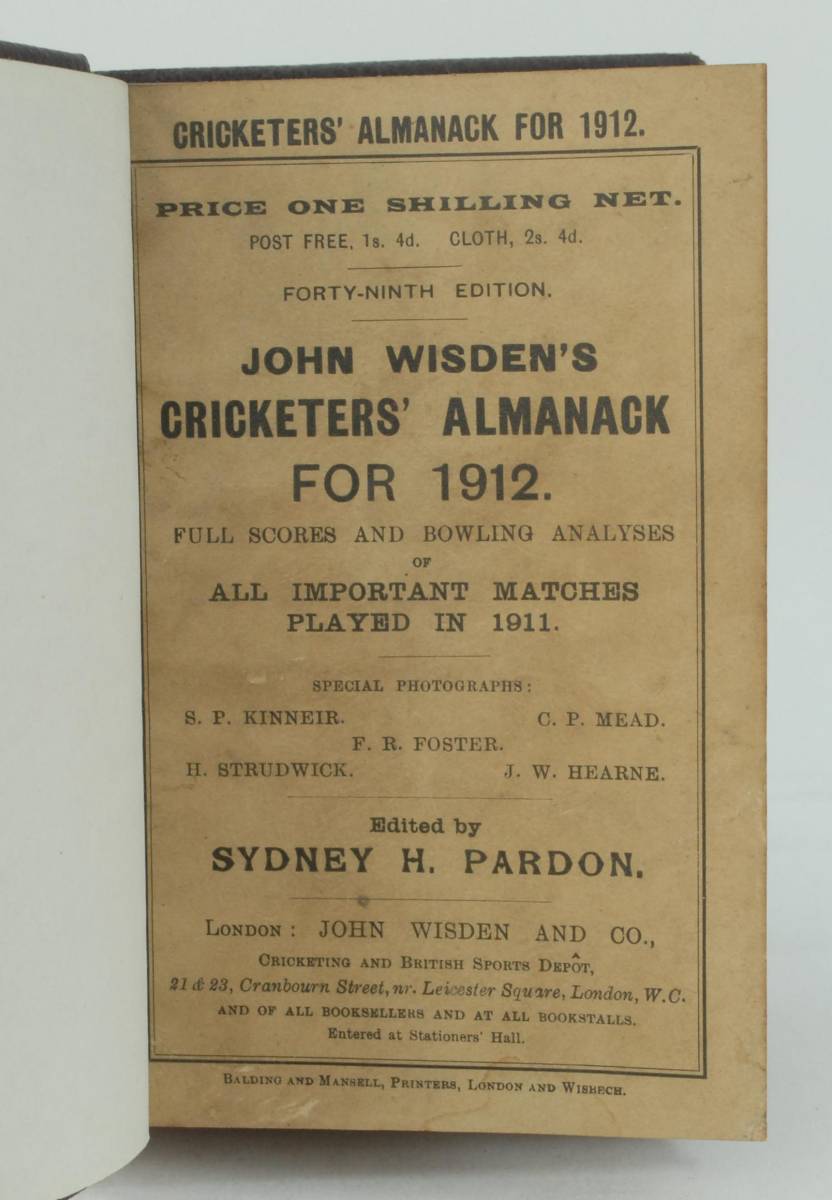 CRICKETERS' ALMANACK FOR 1912.
PRICE ONE SHILLING NET.
POST FREE, 1s. 4d. CLOTH, 2s. 4d.
FORTY-NINTH EDITION.
JOHN WISDEN'S
CRICKETERS' ALMANACK
FOR 1912.
FULL SCORES AND BOWLING ANALYSES
OF
ALL IMPORTANT MATCHES
PLAYED IN 1911.
SPECIAL PHOTOGRAPHS:
S. P. KINNEIR. C. P. MEAD.
F. R. FOSTER.
H. STRUDWICK. J. W. HEARNE.
Edited by
SYDNEY H. PARDON.
LONDON: JOHN WISDEN AND CO.,
CRICKETING AND BRITISH SPORTS DEPÔT,
21 & 23, Cranbourn Street, nr. Leicester Square, London, W.C.
AND OF ALL BOOKSELLERS AND AT ALL BOOKSTALLS.
Entered at Stationers' Hall.
BALDING AND MANSELL, PRINTERS, LONDON AND WISBECH.